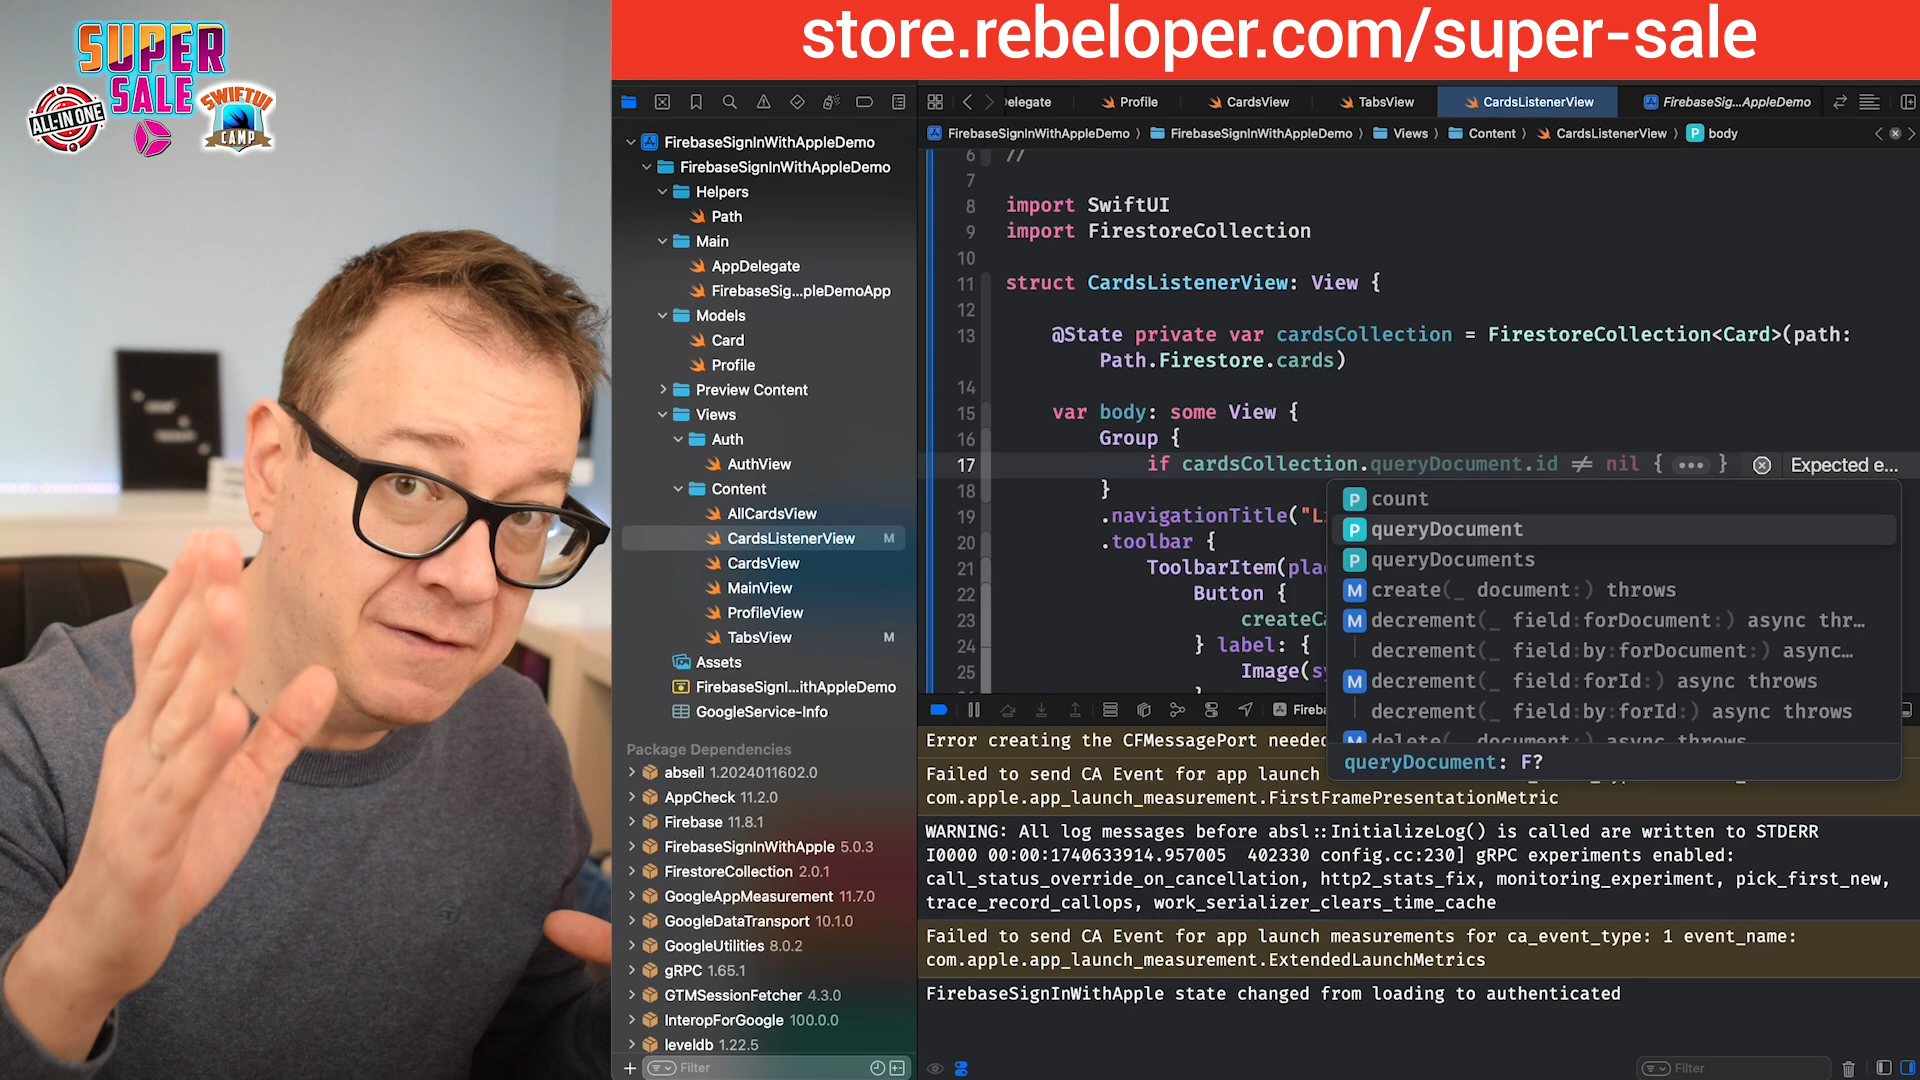 store.rebeloper.com/super-sale
SUPER
SALE
ALL-IN ONE
SWIFTUI
CAMP
FirebaseSignInWithAppleDemo
FirebaseSignInWithAppleDemo
Helpers
Path
Main
AppDelegate
FirebaseSig...pleDemoApp
Models
Card
Profile
Preview Content
Views
Auth
AuthView
Content
AllCardsView
CardsListenerView M
CardsView
MainView
ProfileView
TabsView M
Assets
FirebaseSignI...ithAppleDemo
GoogleService-Info
Package Dependencies
abseil 1.2024011602.0
AppCheck 11.2.0
Firebase 11.8.1
FirebaseSignInWithApple 5.0.3
FirestoreCollection 2.0.1
GoogleAppMeasurement 11.7.0
GoogleDataTransport 10.1.0
GoogleUtilities 8.0.2
gRPC 1.65.1
GTMSessionFetcher 4.3.0
InteropForGoogle 100.0.0
leveldb 1.22.5
Filter
elegate Profile CardsView TabsView CardsListenerView FirebaseSig...AppleDemo
FirebaseSignInWithAppleDemo 〉 FirebaseSignInWithAppleDemo 〉 Views 〉 Content 〉 CardsListenerView 〉 P body
6 //
7
8 import SwiftUI
9 import FirestoreCollection
10
11 struct CardsListenerView: View {
12
13 @State private var cardsCollection = FirestoreCollection<Card>(path:
Path.Firestore.cards)
14
15 var body: some View {
16 Group {
17 if cardsCollection.queryDocument.id ≠ nil { ••• } Expected e...
18 }
19 .navigationTitle("Li
20 .toolbar {
21 ToolbarItem(plac
22 Button {
23 createCa
24 } label: {
25 Image(sy
P count
P queryDocument
P queryDocuments
M create(_ document:) throws
M decrement(_ field:forDocument:) async thr...
decrement(_ field:by:forDocument:) async...
M decrement(_ field:forId:) async throws
decrement(_ field:by:forId:) async throws
M delete(_ document:) async throws
queryDocument: F?
Fireba
Error creating the CFMessagePort needed
Failed to send CA Event for app launch
com.apple.app_launch_measurement.FirstFramePresentationMetric
WARNING: All log messages before absl::InitializeLog() is called are written to STDERR
I0000 00:00:1740633914.957005 402330 config.cc:230] gRPC experiments enabled:
call_status_override_on_cancellation, http2_stats_fix, monitoring_experiment, pick_first_new,
trace_record_callops, work_serializer_clears_time_cache
Failed to send CA Event for app launch measurements for ca_event_type: 1 event_name:
com.apple.app_launch_measurement.ExtendedLaunchMetrics
FirebaseSignInWithApple state changed from loading to authenticated
Filter